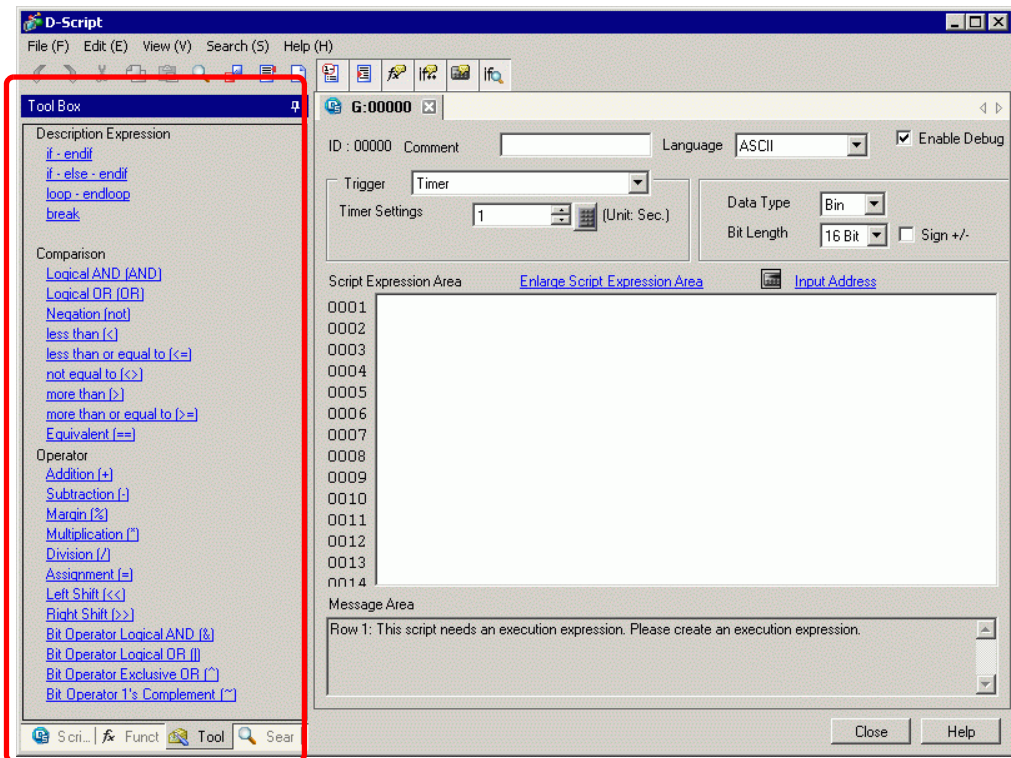 D-Script
File (F) Edit (E) View (V) Search (S) Help (H)
Tool Box
Description Expression
if - endif
if - else - endif
loop - endloop
break
Comparison
Logical AND (AND)
Logical OR (OR)
Negation (not)
less than (<)
less than or equal to (<=)
not equal to (<>)
more than (>)
more than or equal to (>=)
Equivalent (==)
Operator
Addition (+)
Subtraction (-)
Margin (%)
Multiplication (*)
Division (/)
Assignment (=)
Left Shift (<<)
Right Shift (>>)
Bit Operator Logical AND (&)
Bit Operator Logical OR (|)
Bit Operator Exclusive OR (^)
Bit Operator 1's Complement (~)
Scri... Funct Tool Sear
G:00000
ID : 00000 Comment Language ASCII Enable Debug
Trigger Timer
Timer Settings 1 (Unit: Sec.)
Data Type Bin
Bit Length 16 Bit Sign +/-
Script Expression Area Enlarge Script Expression Area Input Address
0001
0002
0003
0004
0005
0006
0007
0008
0009
0010
0011
0012
0013
0014
Message Area
Row 1: This script needs an execution expression. Please create an execution expression.
Close Help